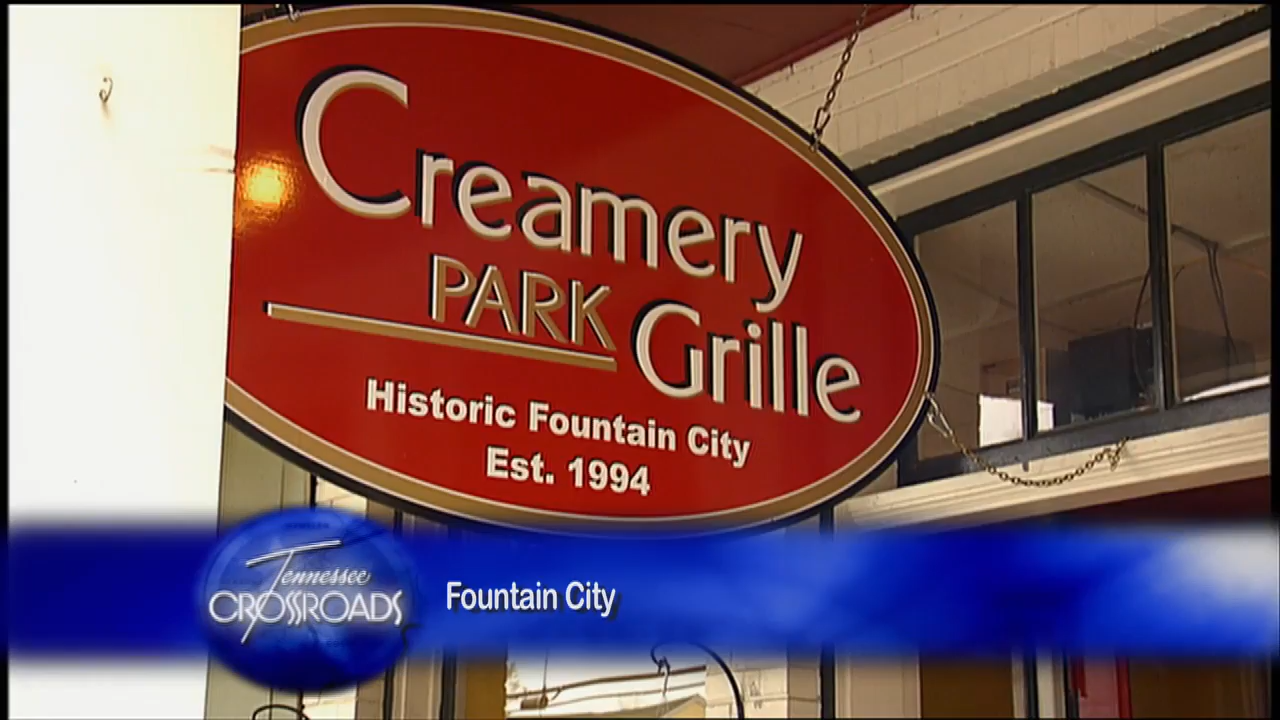 Creamery
PARK Grille
Historic Fountain City
Est. 1994
Tennessee
CROSSROADS
Fountain City